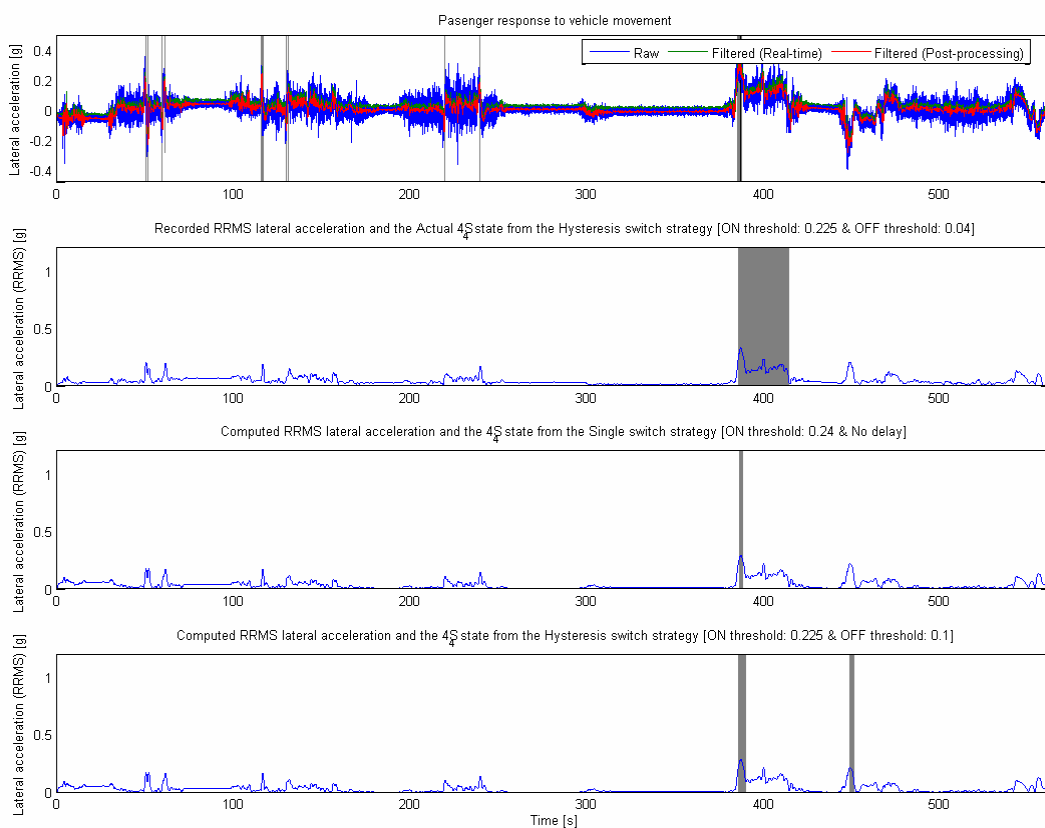 Pasenger response to vehicle movement
Lateral acceleration [g]
0.4
0.2
0
-0.2
-0.4
Raw Filtered (Real-time) Filtered (Post-processing)
0 100 200 300 400 500
Recorded RRMS lateral acceleration and the Actual 4S4 state from the Hysteresis switch strategy [ON threshold: 0.225 & OFF threshold: 0.04]
Lateral acceleration (RRMS) [g]
1
0.5
0
0 100 200 300 400 500
Computed RRMS lateral acceleration and the 4S4 state from the Single switch strategy [ON threshold: 0.24 & No delay]
Lateral acceleration (RRMS) [g]
1
0.5
0
0 100 200 300 400 500
Computed RRMS lateral acceleration and the 4S4 state from the Hysteresis switch strategy [ON threshold: 0.225 & OFF threshold: 0.1]
Lateral acceleration (RRMS) [g]
1
0.5
0
0 100 200 300 400 500
Time [s]